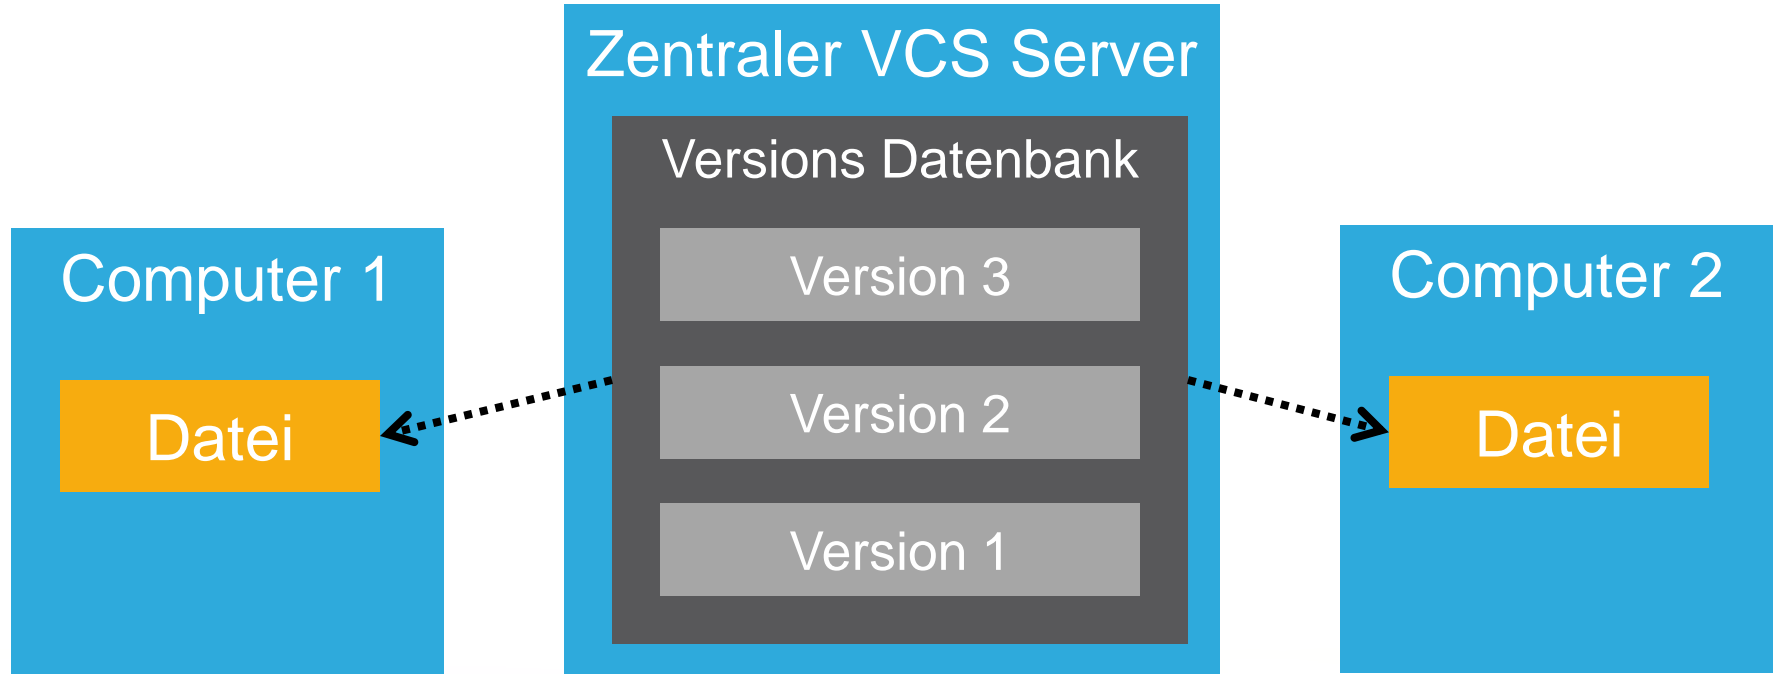 Zentraler VCS Server
Versions Datenbank
Version 3
Version 2
Version 1
Computer 1
Datei
Computer 2
Datei